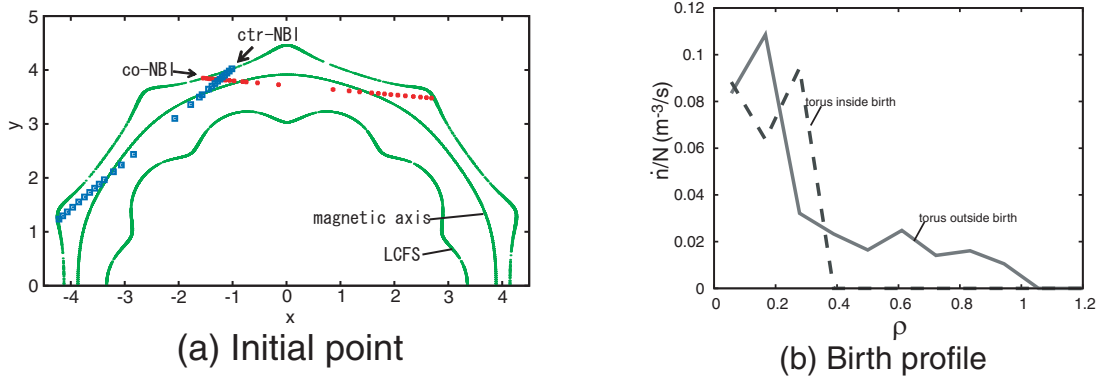 5
4
3
2
1
0
y
-4
-3
-2
-1
0
1
2
3
4
x
ctr-NBI
co-NBI
magnetic axis
LCFS
(a) Initial point
0.12
0.1
0.08
0.06
0.04
0.02
0
ṅ/N (m⁻³/s)
0
0.2
0.4
0.6
0.8
1
1.2
ρ
torus inside birth
torus outside birth
(b) Birth profile